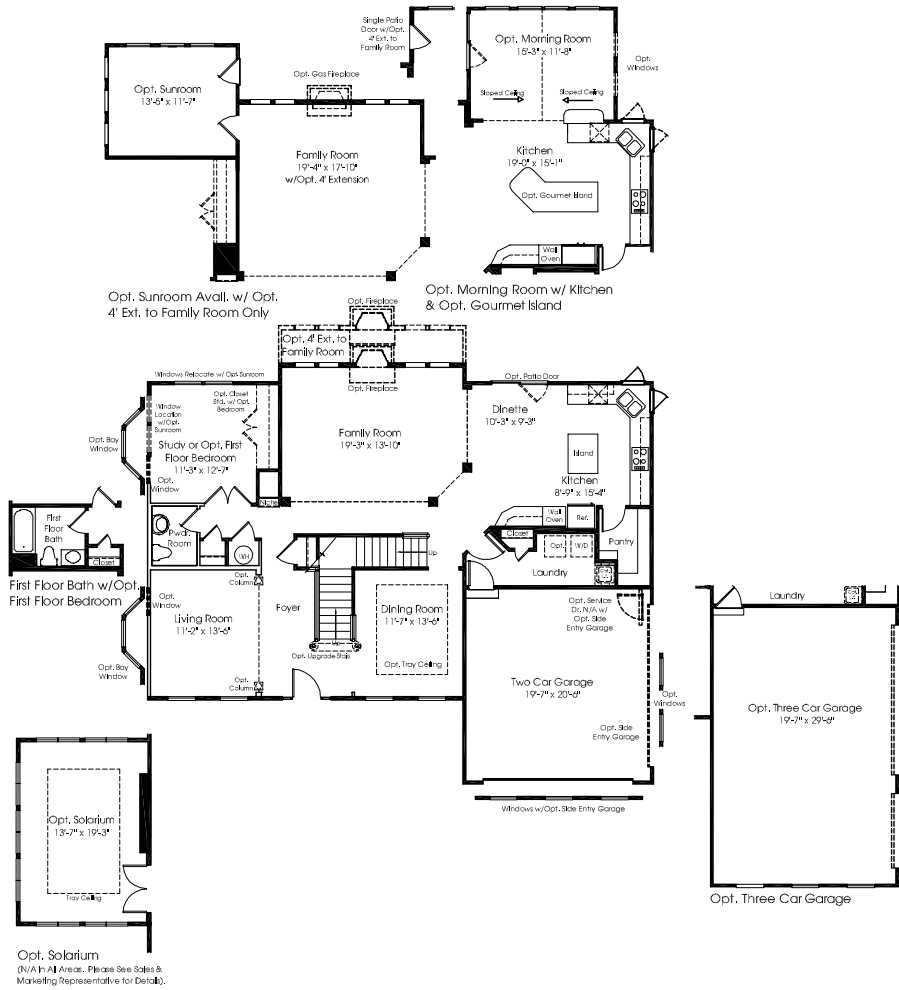 Single Patio
Door w/Opt.
4' Ext. to
Family Room
Opt. Morning Room
15'-3" x 11'-8"
Opt.
Windows
Sloped Ceiling
Sloped Ceiling
Opt. Gas Fireplace
Opt. Sunroom
13'-5" x 11'-7"
Family Room
19'-4" x 17'-10"
w/Opt. 4' Extension
Kitchen
19'-0" x 15'-1"
Opt. Gourmet Island
Wall
Oven
Opt. Sunroom Avail. w/ Opt.
4' Ext. to Family Room Only
Opt. Morning Room w/ Kitchen
& Opt. Gourmet Island
Opt. Fireplace
Opt. 4' Ext. to
Family Room
Opt. Fireplace
Windows Relocate w/ Opt. Sunroom
Opt. Patio Door
Window
Location
w/Opt.
Sunroom
Opt. Closet
Std. w/ Opt.
Bedroom
Opt. Bay
Window
Study or Opt. First
Floor Bedroom
11'-3" x 12'-7"
Opt.
Window
Niche
Family Room
19'-3" x 13'-10"
Dinette
10'-3" x 9'-3"
Island
Kitchen
8'-9" x 15'-4"
Wall
Oven
Ref.
Pantry
Closet
Opt.
W/D
Laundry
First
Floor
Bath
Closet
First Floor Bath w/Opt.
First Floor Bedroom
Pwdr.
Room
WH
Up
Opt.
Column
Opt.
Window
Living Room
11'-2" x 13'-6"
Foyer
Dining Room
11'-7" x 13'-6"
Up
Opt. Upgrade Stairs
Opt. Tray Ceiling
Opt.
Column
Opt. Bay
Window
Opt. Service
Dr. N/A w/
Opt. Side
Entry Garage
Two Car Garage
19'-7" x 20'-6"
Opt.
Windows
Opt. Side
Entry Garage
Windows w/Opt. Side Entry Garage
Laundry
Opt. Three Car Garage
19'-7" x 29'-6"
Opt. Three Car Garage
Opt. Solarium
13'-7" x 19'-3"
Tray Ceiling
Opt. Solarium
(N/A in All Areas. Please See Sales &
Marketing Representative for Details).